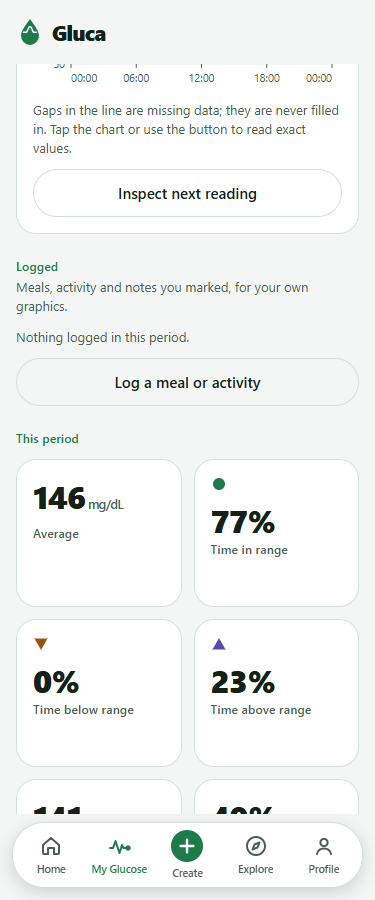 Gluca
00:00 06:00 12:00 18:00 00:00
Gaps in the line are missing data; they are never filled
in. Tap the chart or use the button to read exact
values.
Inspect next reading
Logged
Meals, activity and notes you marked, for your own
graphics.
Nothing logged in this period.
Log a meal or activity
This period
146 mg/dL
Average
77%
Time in range
0%
Time below range
23%
Time above range
Home
My Glucose
Create
Explore
Profile